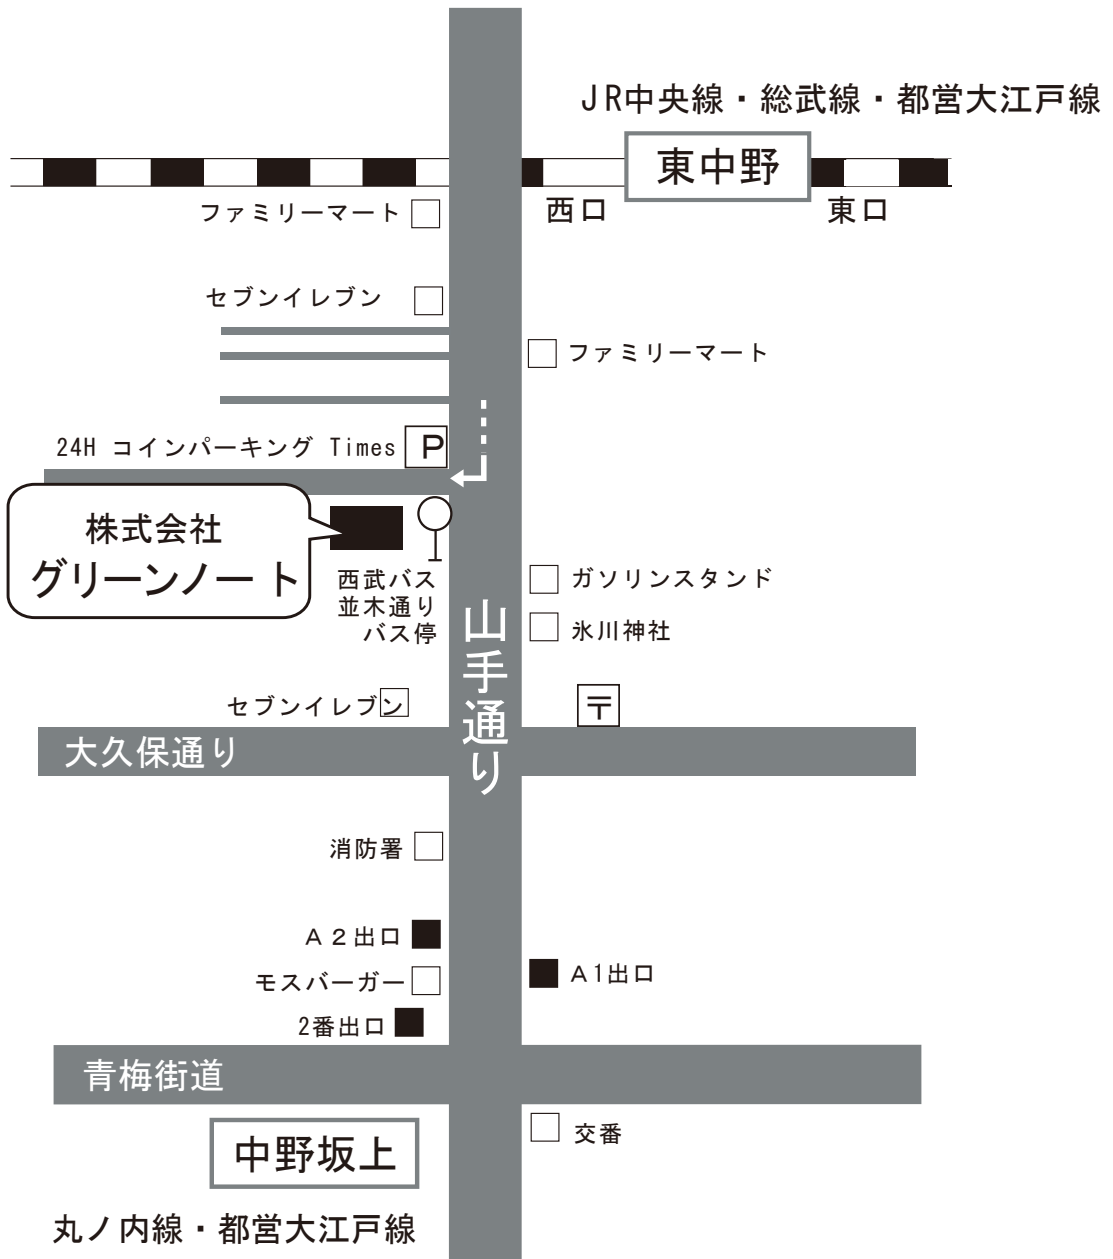 JR中央線・総武線・都営大江戸線
東中野
西口
東口
ファミリーマート
セブンイレブン
ファミリーマート
24H コインパーキング Times
P
株式会社
グリーンノート
西武バス
並木通り
バス停
ガソリンスタンド
氷川神社
山手通り
セブンイレブン
〒
大久保通り
消防署
A2出口
A1出口
モスバーガー
2番出口
青梅街道
交番
中野坂上
丸ノ内線・都営大江戸線